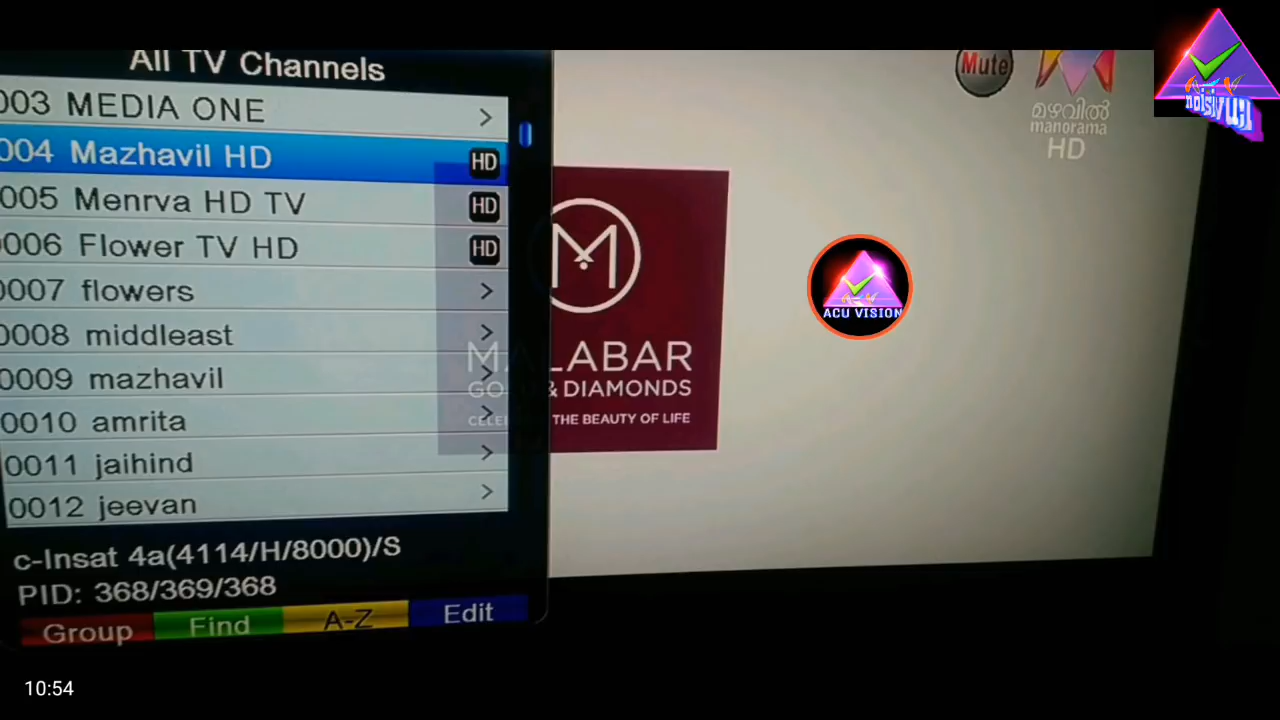 All TV Channels
003 MEDIA ONE
004 Mazhavil HD HD
005 Menrva HD TV HD
0006 Flower TV HD HD
0007 flowers
0008 middleast
0009 mazhavil
0010 amrita
0011 jaihind
0012 jeevan
c-Insat 4a(4114/H/8000)/S
PID: 368/369/368
Group Find A-Z Edit
Mute
മഴവിൽ
manorama
HD
M
MALABAR
GOLD & DIAMONDS
THE BEAUTY OF LIFE
ACU VISION
10:54